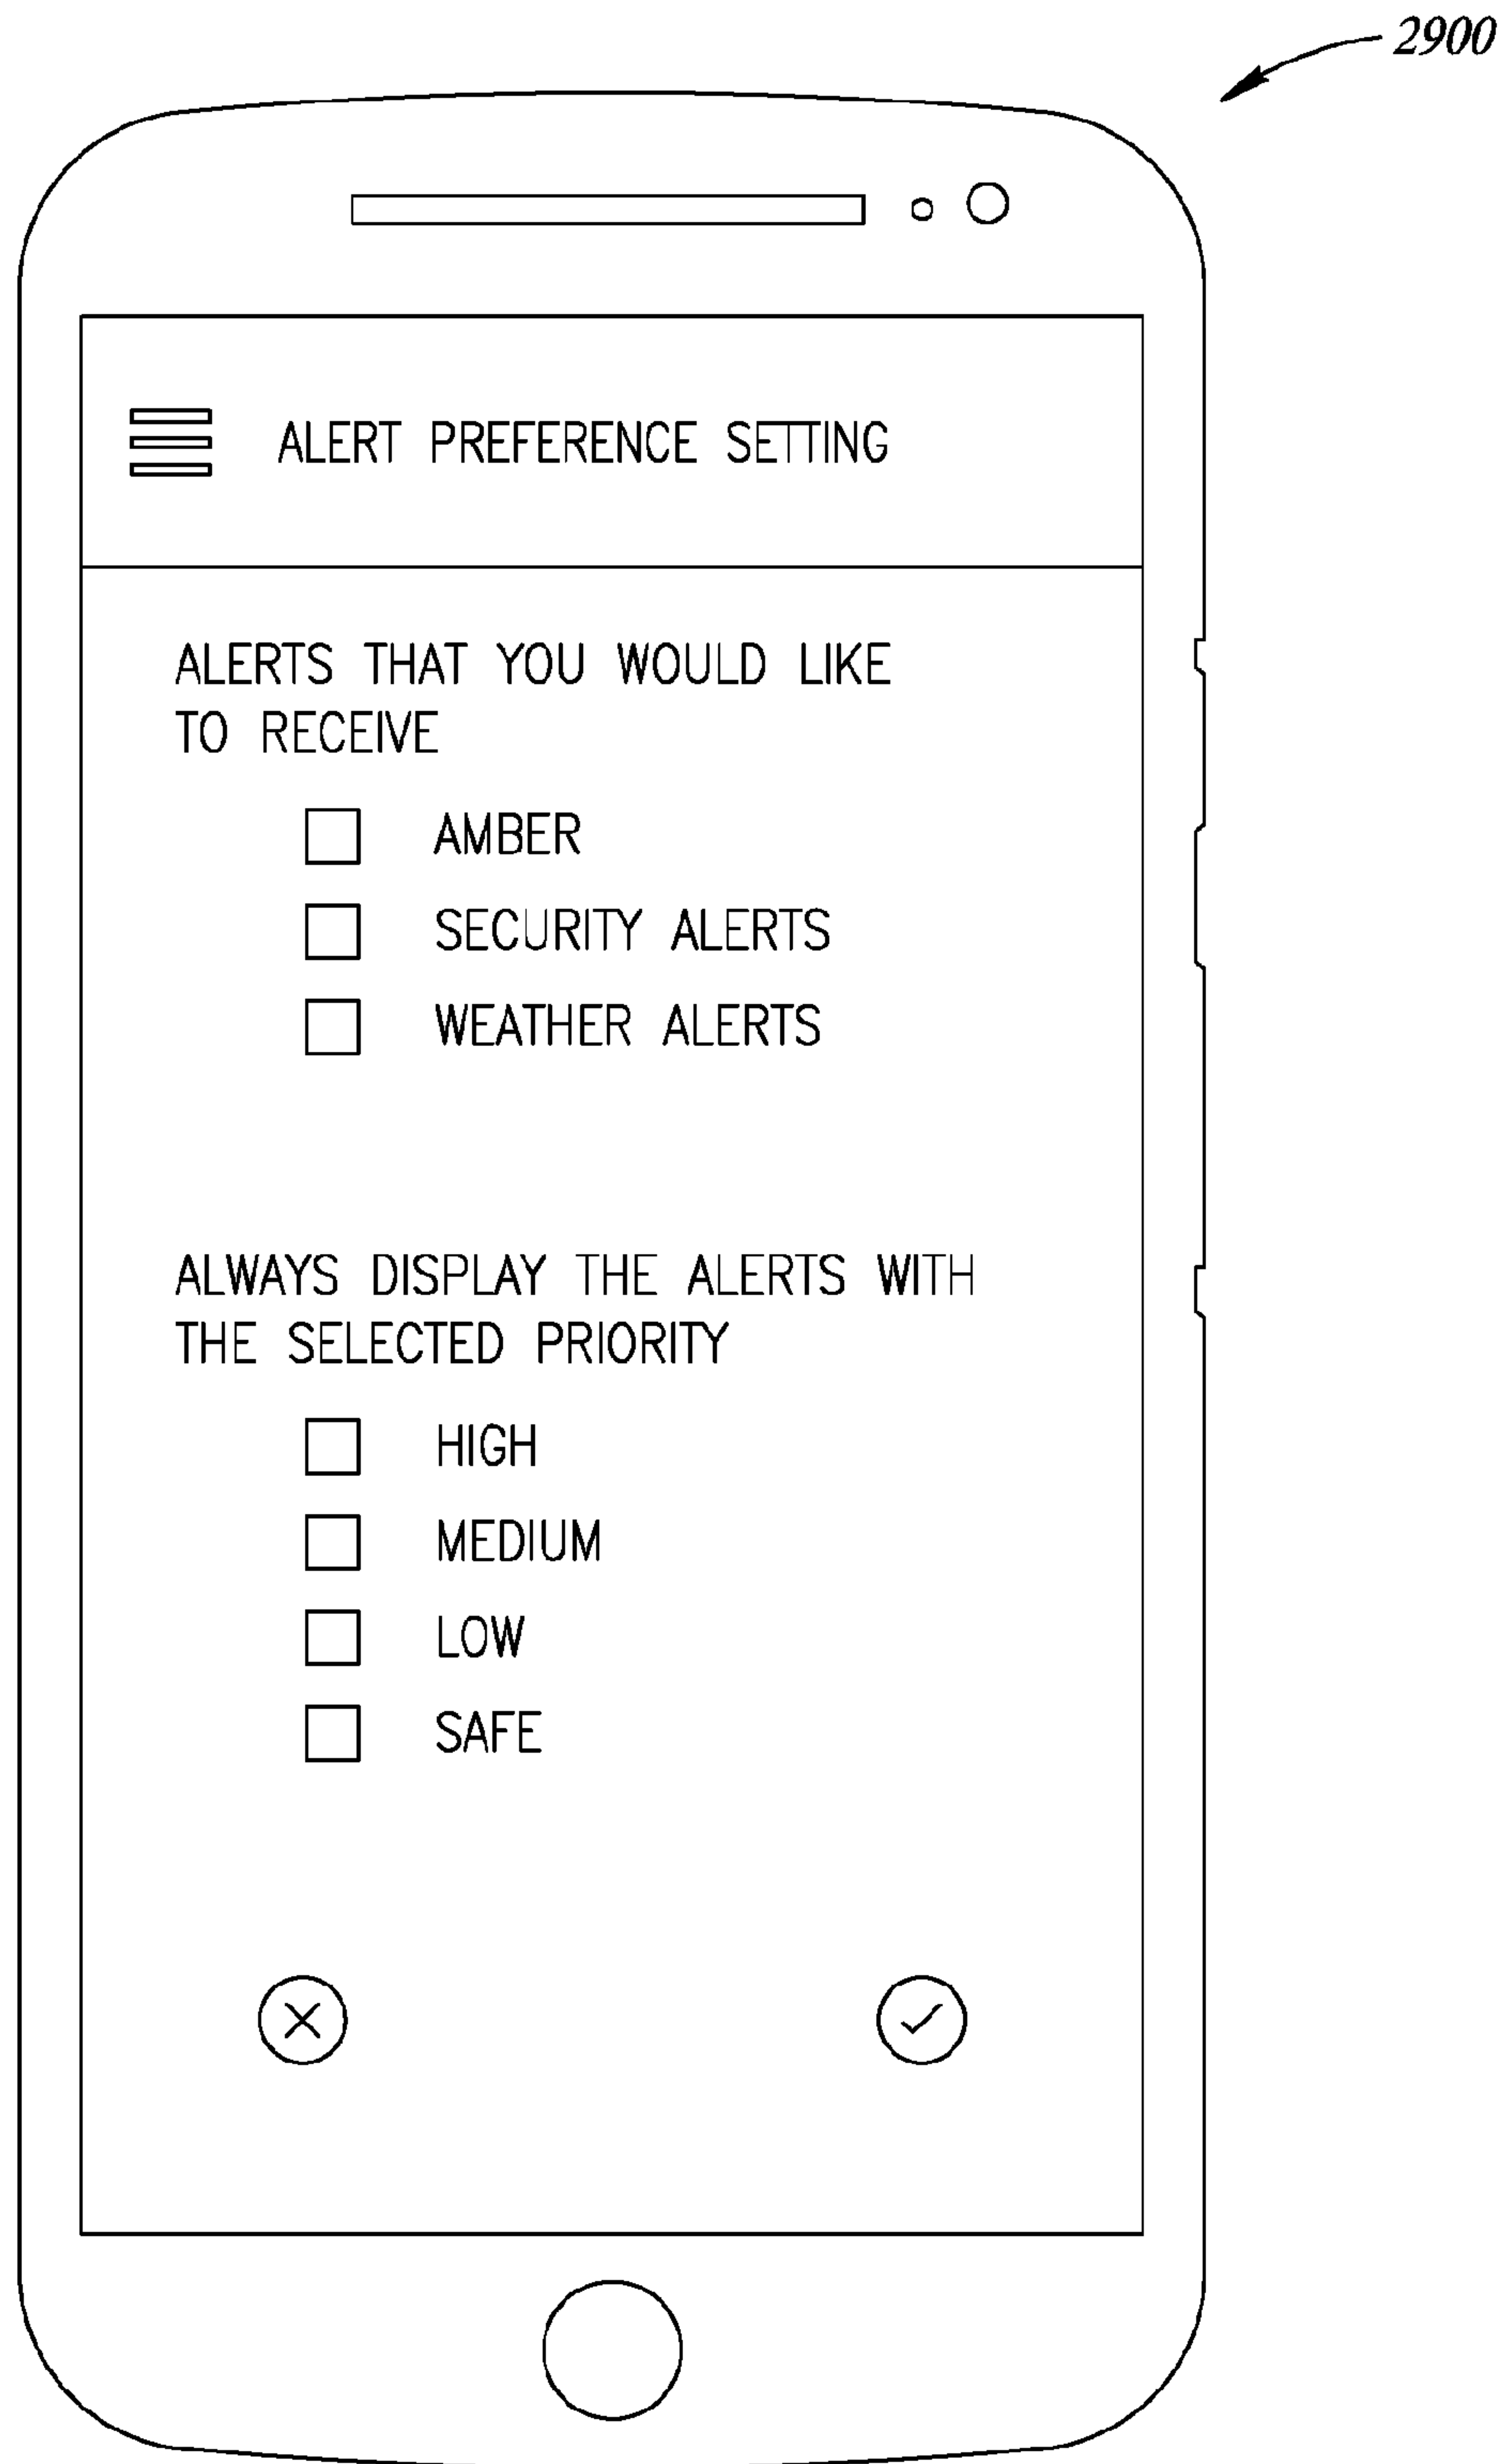 2900
ALERT PREFERENCE SETTING
ALERTS THAT YOU WOULD LIKE
TO RECEIVE
AMBER
SECURITY ALERTS
WEATHER ALERTS
ALWAYS DISPLAY THE ALERTS WITH
THE SELECTED PRIORITY
HIGH
MEDIUM
LOW
SAFE